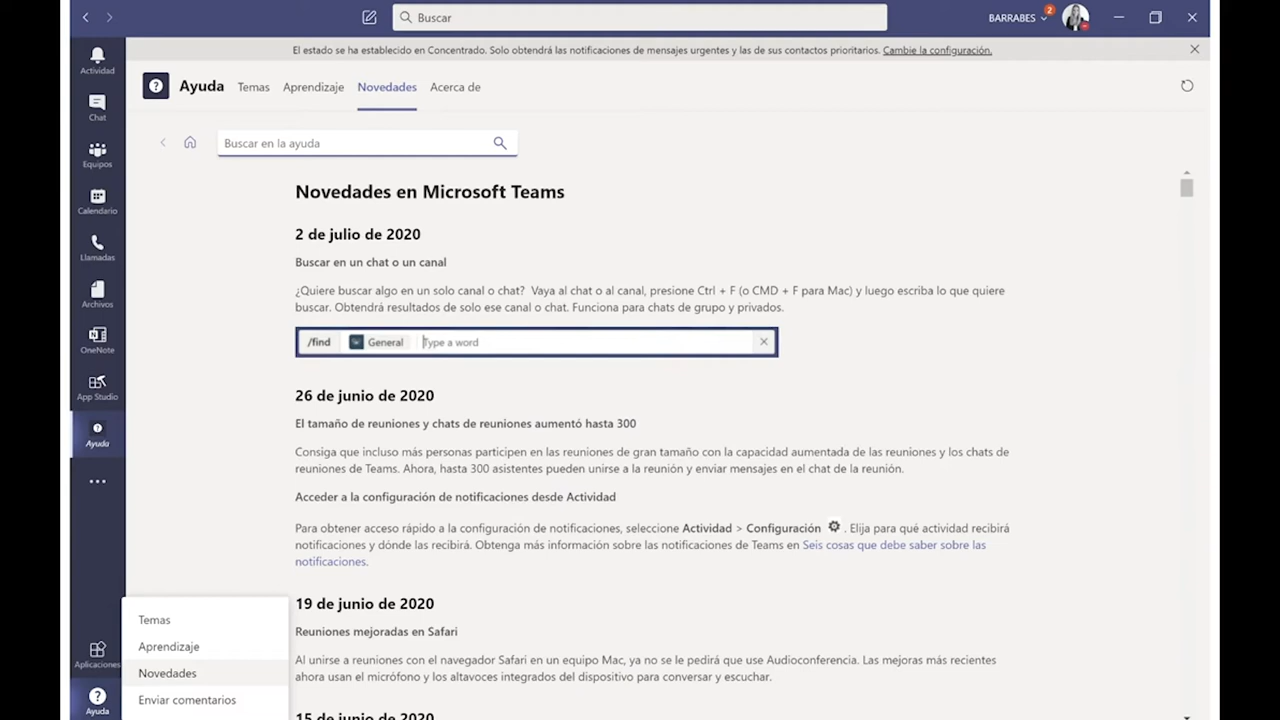 Buscar
BARRABES
2
El estado se ha establecido en Concentrado. Solo obtendrá las notificaciones de mensajes urgentes y las de sus contactos prioritarios. Cambie la configuración.
Actividad
Chat
Equipos
Calendario
Llamadas
Archivos
OneNote
App Studio
Ayuda
Aplicaciones
Ayuda
Ayuda Temas Aprendizaje Novedades Acerca de
Buscar en la ayuda
Novedades en Microsoft Teams
2 de julio de 2020
Buscar en un chat o un canal
¿Quiere buscar algo en un solo canal o chat? Vaya al chat o al canal, presione Ctrl + F (o CMD + F para Mac) y luego escriba lo que quiere
buscar. Obtendrá resultados de solo ese canal o chat. Funciona para chats de grupo y privados.
/find General Type a word
26 de junio de 2020
El tamaño de reuniones y chats de reuniones aumentó hasta 300
Consiga que incluso más personas participen en las reuniones de gran tamaño con la capacidad aumentada de las reuniones y los chats de
reuniones de Teams. Ahora, hasta 300 asistentes pueden unirse a la reunión y enviar mensajes en el chat de la reunión.
Acceder a la configuración de notificaciones desde Actividad
Para obtener acceso rápido a la configuración de notificaciones, seleccione Actividad > Configuración . Elija para qué actividad recibirá
notificaciones y dónde las recibirá. Obtenga más información sobre las notificaciones de Teams en Seis cosas que debe saber sobre las
notificaciones.
19 de junio de 2020
Reuniones mejoradas en Safari
Al unirse a reuniones con el navegador Safari en un equipo Mac, ya no se le pedirá que use Audioconferencia. Las mejoras más recientes
ahora usan el micrófono y los altavoces integrados del dispositivo para conversar y escuchar.
15 de junio de 2020
Temas
Aprendizaje
Novedades
Enviar comentarios